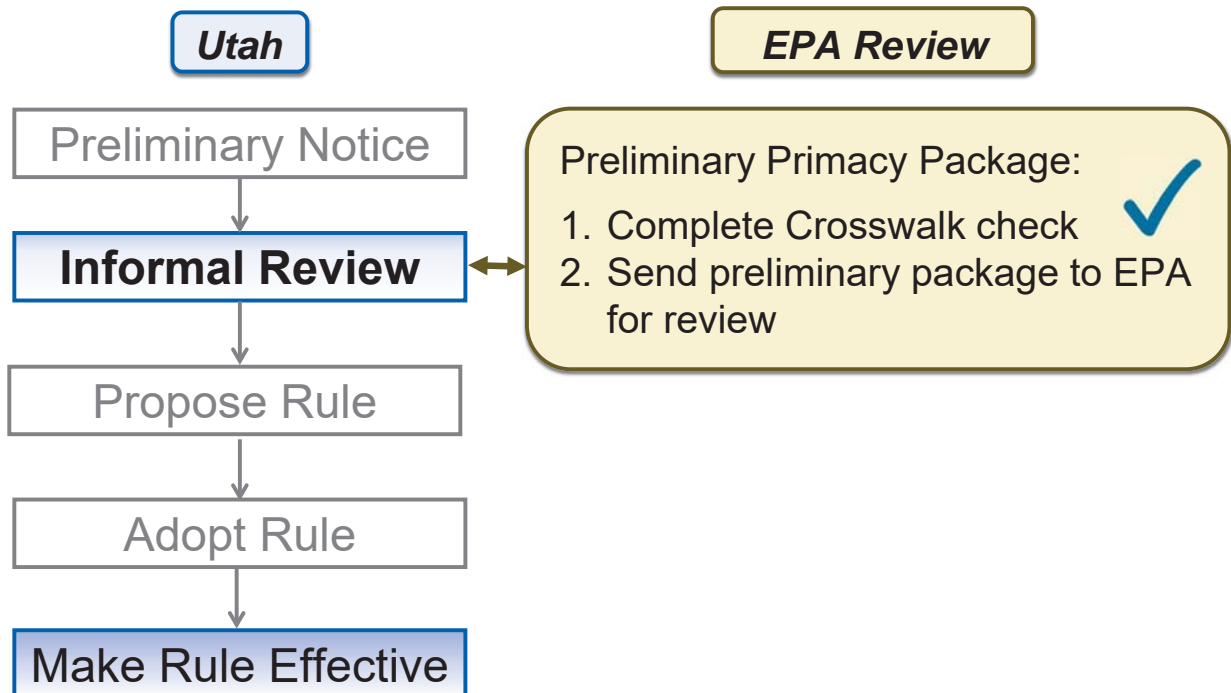 Utah
EPA Review
Preliminary Notice
Informal Review
Propose Rule
Adopt Rule
Make Rule Effective
Preliminary Primacy Package:
1. Complete Crosswalk check
2. Send preliminary package to EPA
for review